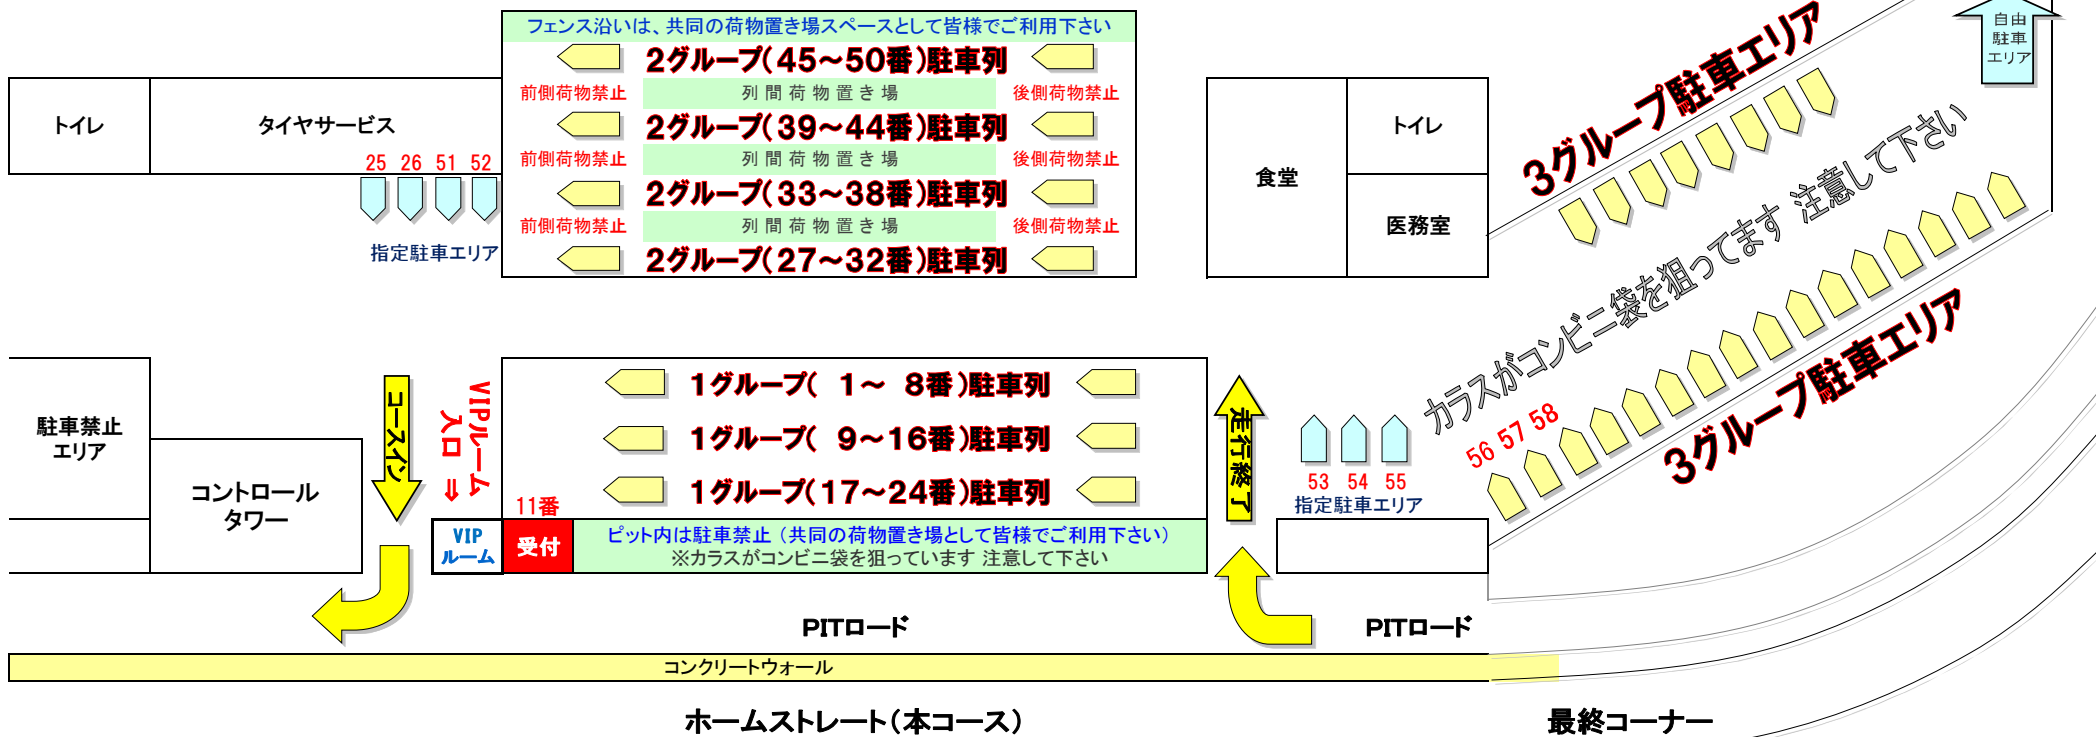 フェンス沿いは、共同の荷物置き場スペースとして皆様でご利用下さい
2グループ(45～50番)駐車列
前側荷物禁止 列間荷物置き場 後側荷物禁止
2グループ(39～44番)駐車列
前側荷物禁止 列間荷物置き場 後側荷物禁止
2グループ(33～38番)駐車列
前側荷物禁止 列間荷物置き場 後側荷物禁止
2グループ(27～32番)駐車列
トイレ
タイヤサービス
25 26 51 52
指定駐車エリア
食堂
トイレ
医務室
自由
駐車
エリア
3グループ駐車エリア
カラスがコンビニ袋を狙ってます 注意して下さい
56 57 58
3グループ駐車エリア
駐車禁止
エリア
コントロール
タワー
コースイン
VIPルーム
入口 ⇒
1グループ( 1～ 8番)駐車列
1グループ( 9～16番)駐車列
1グループ(17～24番)駐車列
11番
VIP
ルーム
受付
ピット内は駐車禁止（共同の荷物置き場として皆様でご利用下さい）
※カラスがコンビニ袋を狙っています 注意して下さい
走行終了
53 54 55
指定駐車エリア
PITロード
PITロード
コンクリートウォール
ホームストレート(本コース)
最終コーナー